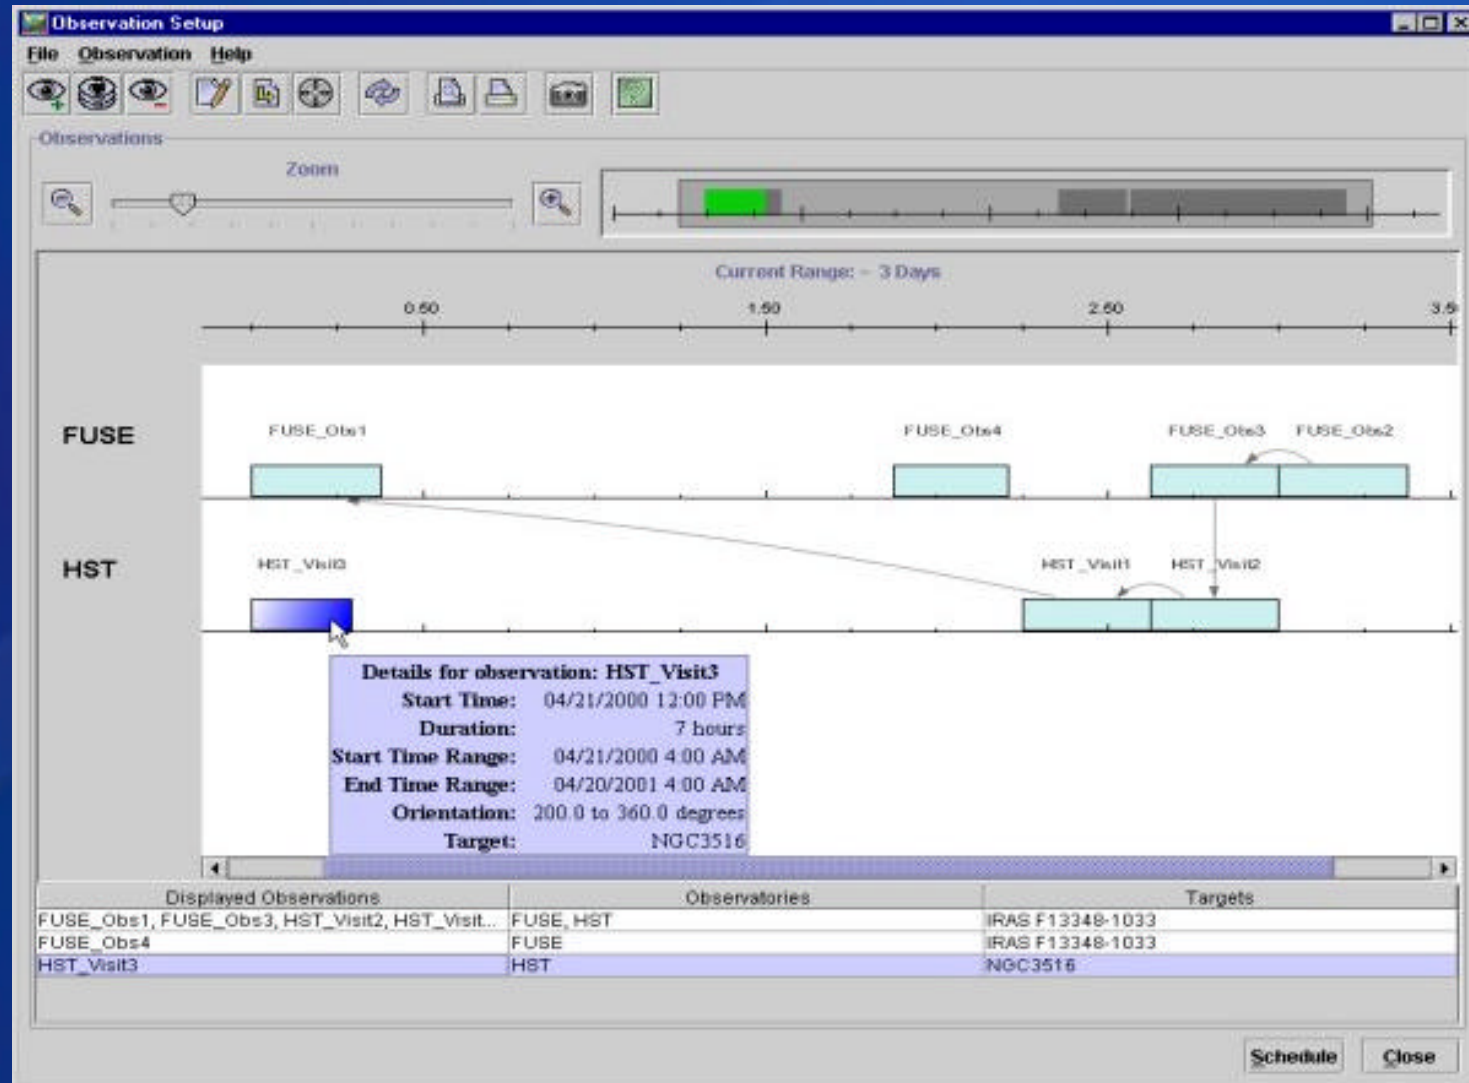 Observation Setup
File Observation Help
Observations
Zoom
Current Range: ~ 3 Days
0.50 1.50 2.50 3.5
FUSE
FUSE_Obs1 FUSE_Obs4 FUSE_Obs3 FUSE_Obs2
HST
HST_Visit3 HST_Visit1 HST_Visit2
Details for observation: HST_Visit3
Start Time: 04/21/2000 12:00 PM
Duration: 7 hours
Start Time Range: 04/21/2000 4:00 AM
End Time Range: 04/20/2001 4:00 AM
Orientation: 200.0 to 360.0 degrees
Target: NGC3516
Displayed Observations Observatories Targets
FUSE_Obs1, FUSE_Obs3, HST_Visit2, HST_Visit... FUSE, HST IRAS F13348-1033
FUSE_Obs4 FUSE IRAS F13348-1033
HST_Visit3 HST NGC3516
Schedule Close